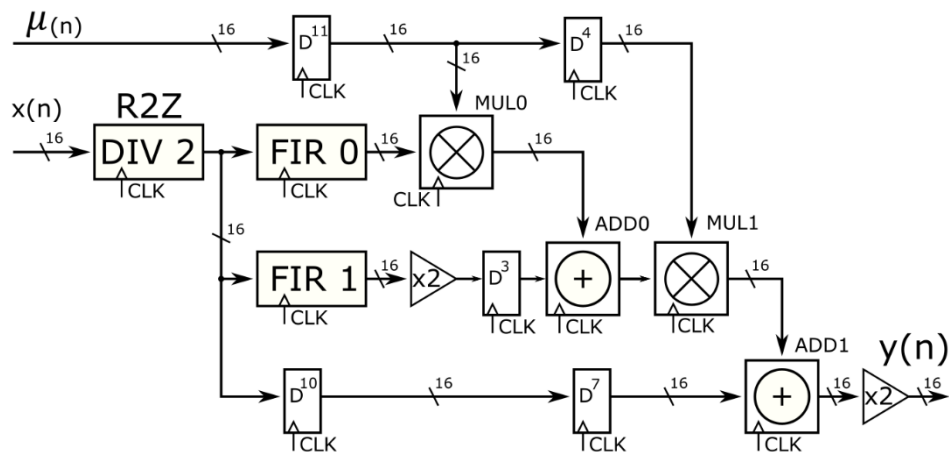 μ(n) 16 D11 16 D4 16
CLK 16 CLK
x(n) R2Z MUL0
16 DIV 2 FIR 0 16 16
CLK CLK CLK
ADD0 MUL1
16 FIR 1 16 x2 D3 + 16
CLK CLK CLK CLK
ADD1 y(n)
D10 16 D7 16 + 16 x2 16
CLK CLK CLK